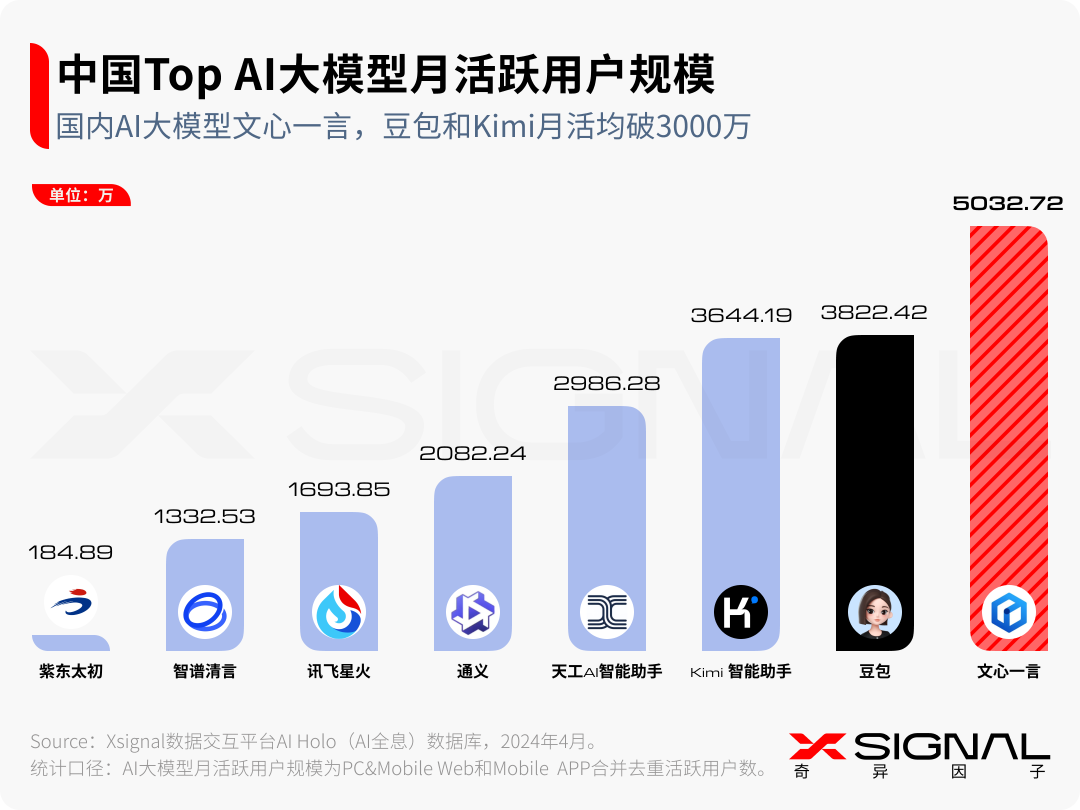 中国Top AI大模型月活跃用户规模
国内AI大模型文心一言，豆包和Kimi月活均破3000万
单位：万
5032.72
3822.42
3644.19
2986.28
2082.24
1693.85
1332.53
184.89
XSIGNAL
紫东太初
智谱清言
讯飞星火
通义
天工AI智能助手
Kimi 智能助手
豆包
文心一言
Source：Xsignal数据交互平台AI Holo（AI全息）数据库，2024年4月。
统计口径：AI大模型月活跃用户规模为PC&Mobile Web和Mobile APP合并去重活跃用户数。
XSIGNAL
奇异因子